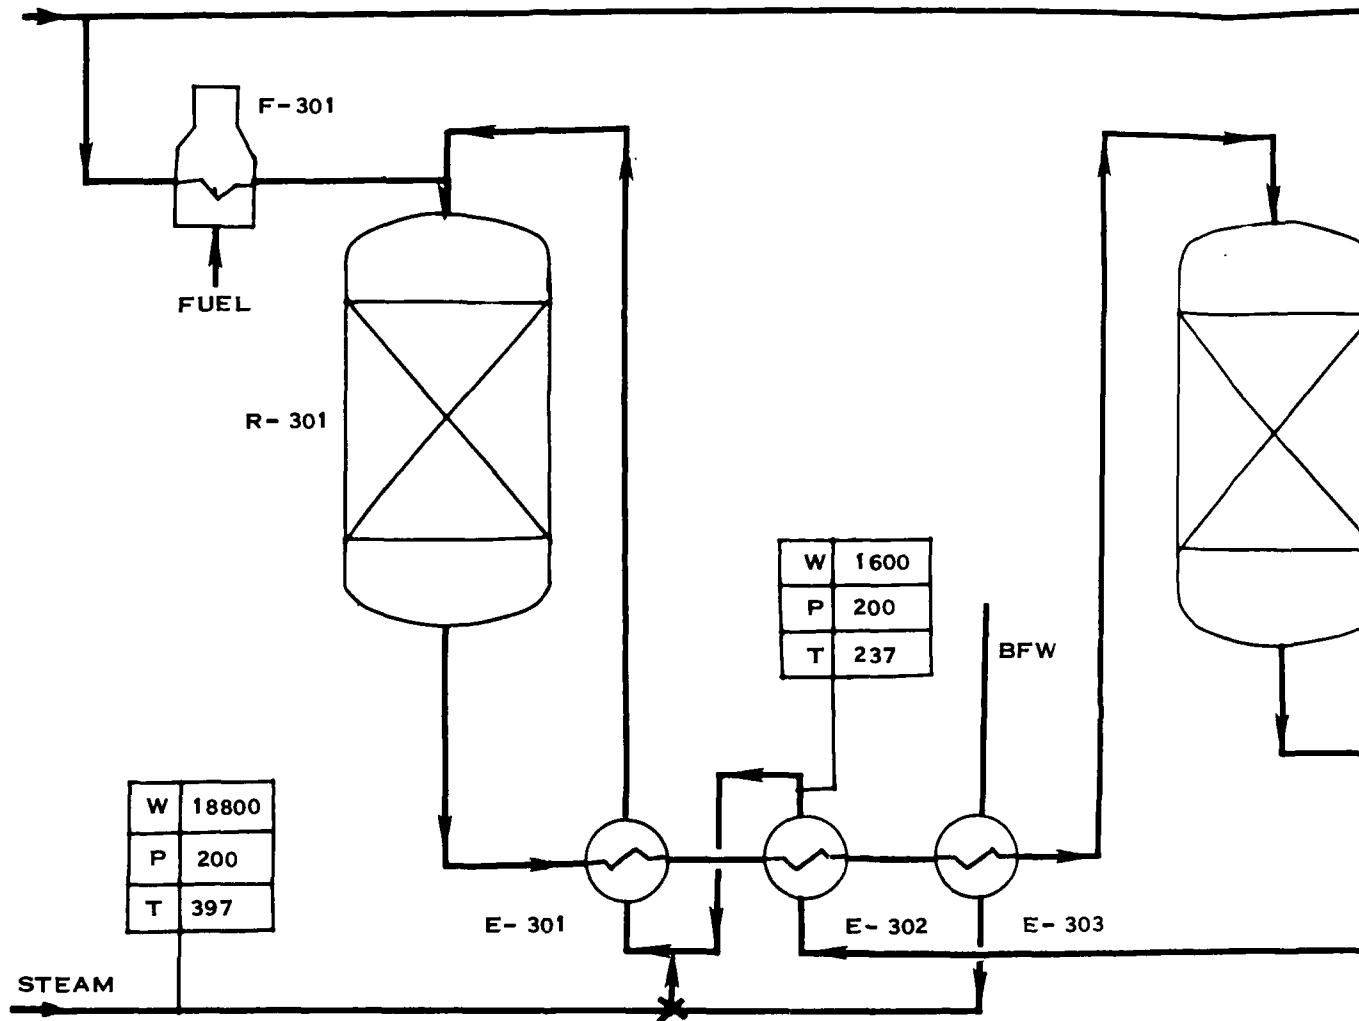 F-301
FUEL
R-301
W 1600
P 200
T 237
BFW
W 18800
P 200
T 397
E-301
E-302
E-303
STEAM